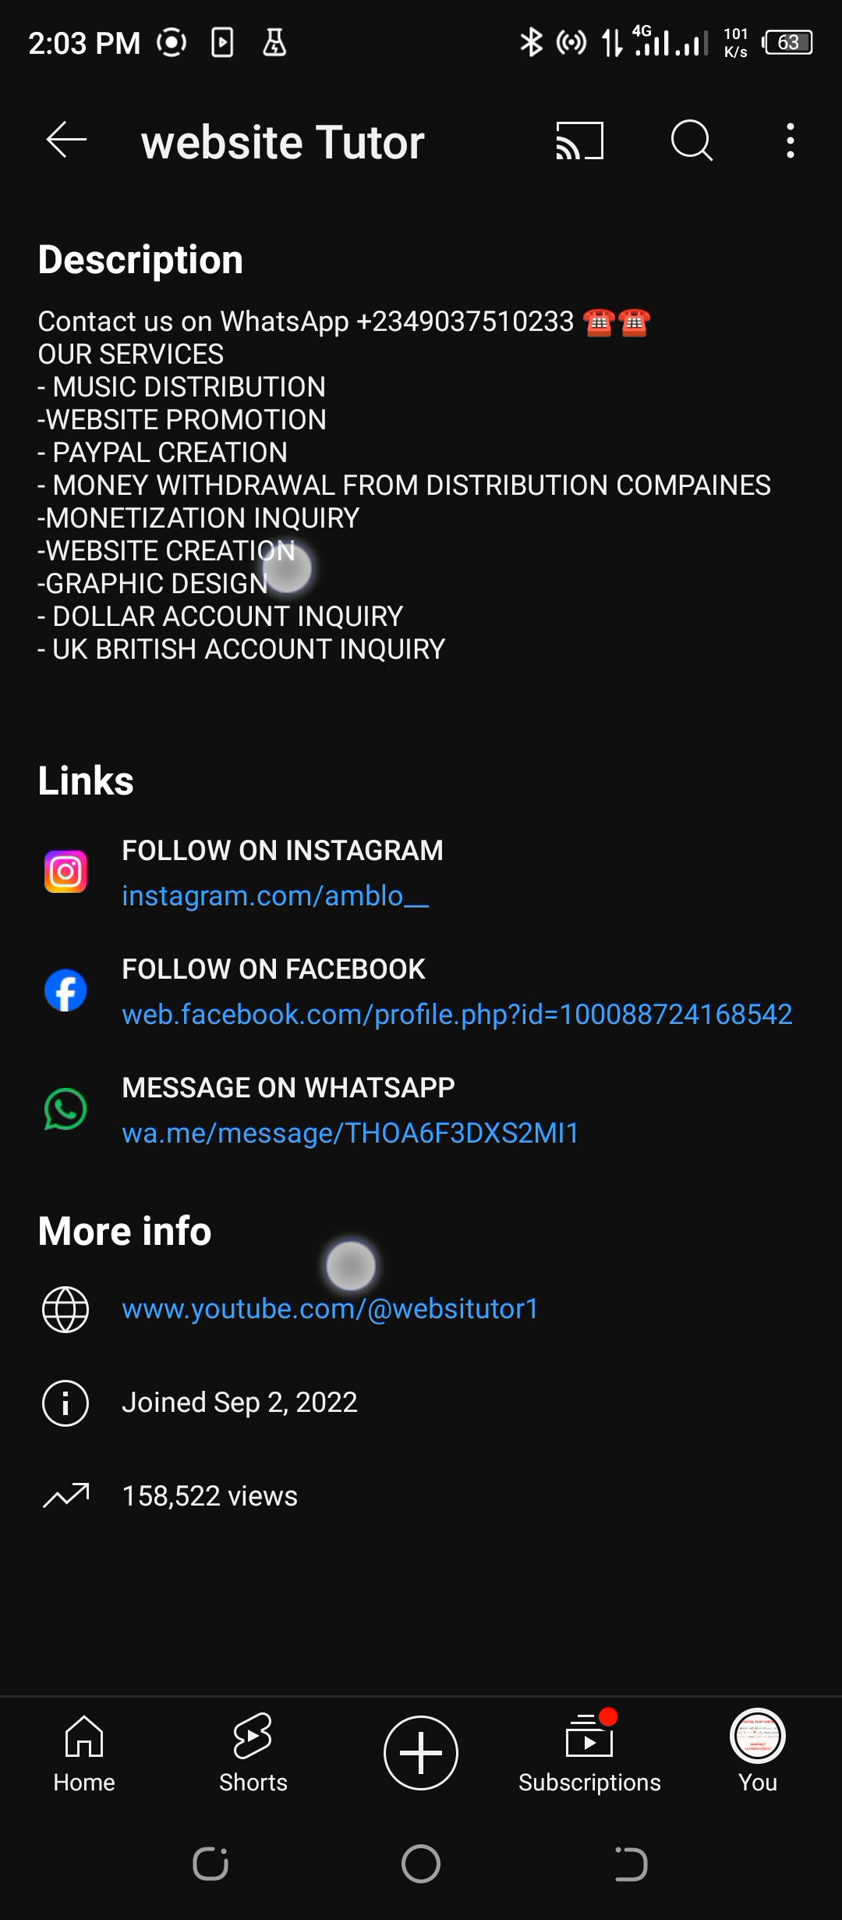 2:03 PM
4G
101
K/s
63
website Tutor
Description
Contact us on WhatsApp +2349037510233 ☎️☎️
OUR SERVICES
- MUSIC DISTRIBUTION
-WEBSITE PROMOTION
- PAYPAL CREATION
- MONEY WITHDRAWAL FROM DISTRIBUTION COMPAINES
-MONETIZATION INQUIRY
-WEBSITE CREATION
-GRAPHIC DESIGN
- DOLLAR ACCOUNT INQUIRY
- UK BRITISH ACCOUNT INQUIRY
Links
FOLLOW ON INSTAGRAM
instagram.com/amblo__
FOLLOW ON FACEBOOK
web.facebook.com/profile.php?id=100088724168542
MESSAGE ON WHATSAPP
wa.me/message/THOA6F3DXS2MI1
More info
www.youtube.com/@websitutor1
Joined Sep 2, 2022
158,522 views
Home
Shorts
Subscriptions
You